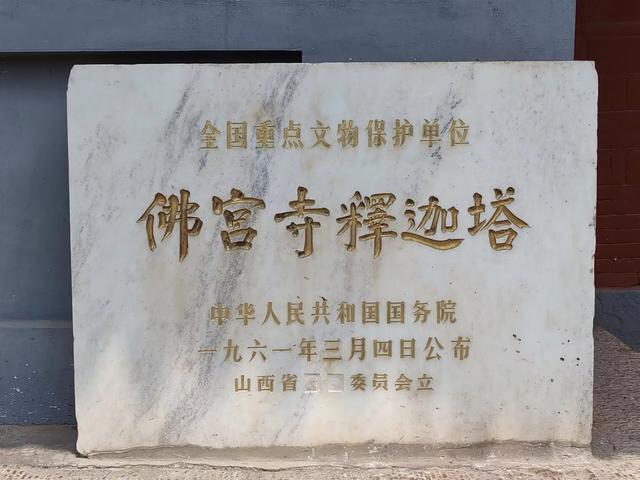 全国重点文物保护单位
佛宫寺釋迦塔
中华人民共和国国务院
一九六一年三月四日公布
山西省委员会立